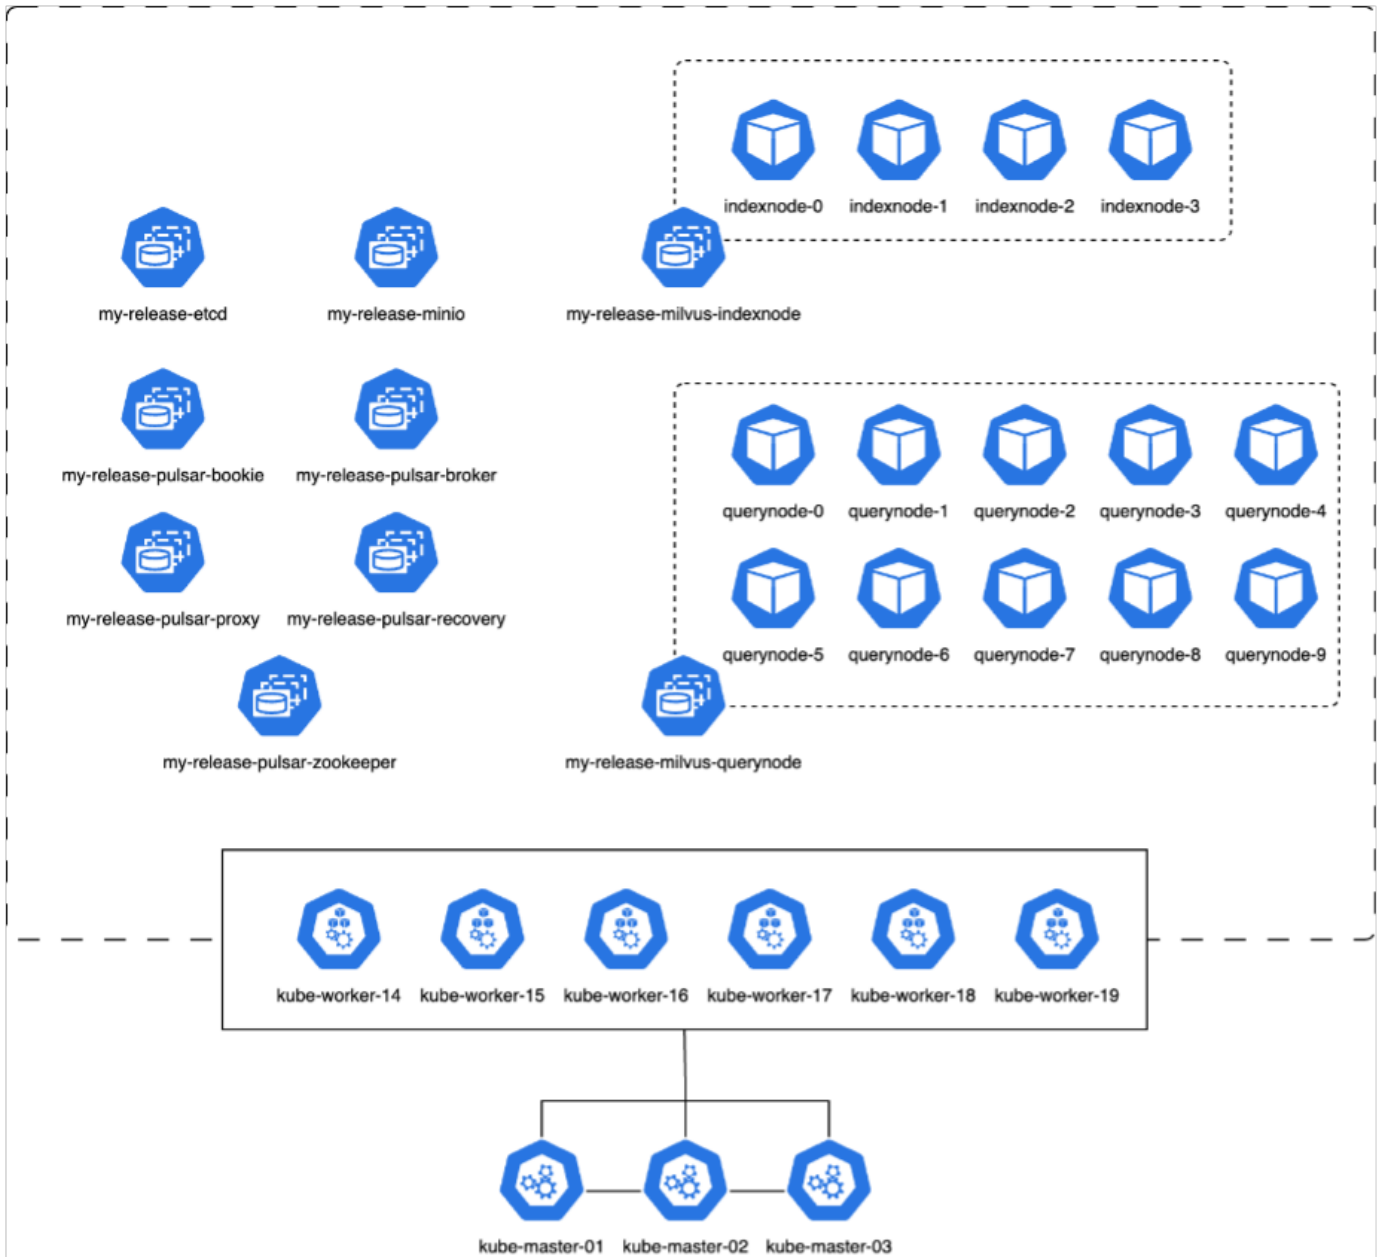 indexnode-0 indexnode-1 indexnode-2 indexnode-3
my-release-etcd my-release-minio my-release-milvus-indexnode
my-release-pulsar-bookie my-release-pulsar-broker
querynode-0 querynode-1 querynode-2 querynode-3 querynode-4
my-release-pulsar-proxy my-release-pulsar-recovery
querynode-5 querynode-6 querynode-7 querynode-8 querynode-9
my-release-pulsar-zookeeper my-release-milvus-querynode
kube-worker-14 kube-worker-15 kube-worker-16 kube-worker-17 kube-worker-18 kube-worker-19
kube-master-01 kube-master-02 kube-master-03